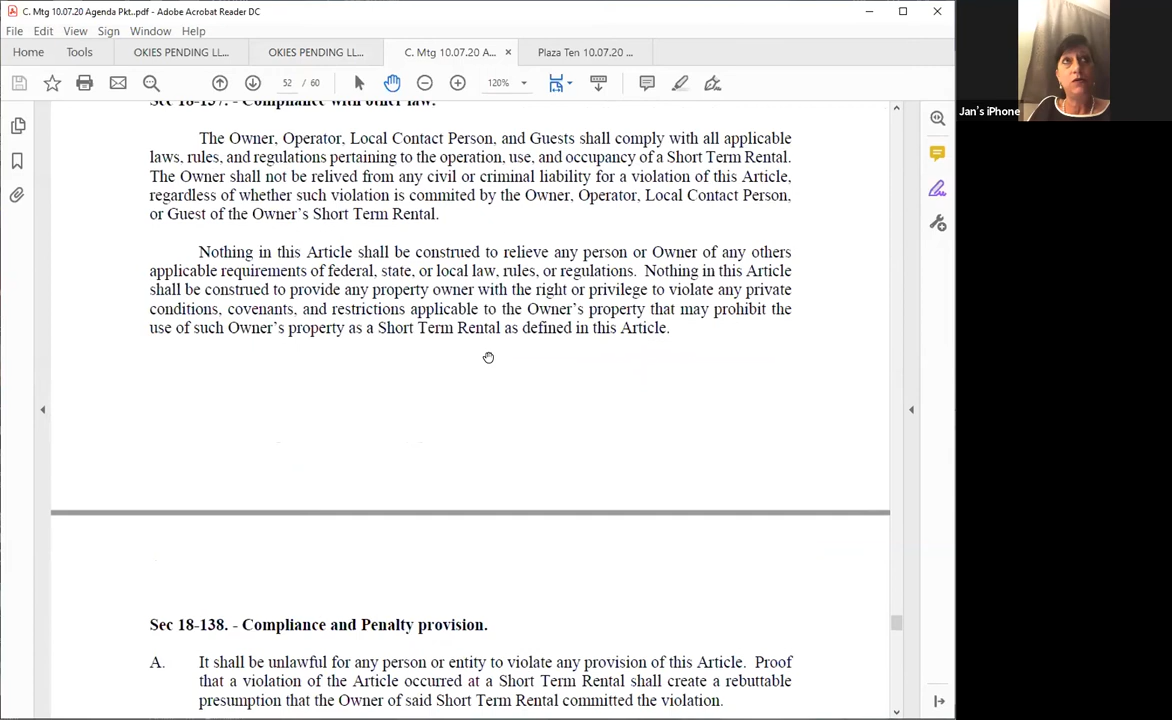 C. Mtg 10.07.20 Agenda Pkt..pdf - Adobe Acrobat Reader DC
File Edit View Sign Window Help
Home Tools OKIES PENDING LL... OKIES PENDING LL... C. Mtg 10.07.20 A... × Plaza Ten 10.07.20 ...
52 / 60 120%
Sec 18-137. - Compliance with other law.
The Owner, Operator, Local Contact Person, and Guests shall comply with all applicable
laws, rules, and regulations pertaining to the operation, use, and occupancy of a Short Term Rental.
The Owner shall not be relived from any civil or criminal liability for a violation of this Article,
regardless of whether such violation is commited by the Owner, Operator, Local Contact Person,
or Guest of the Owner's Short Term Rental.
Nothing in this Article shall be construed to relieve any person or Owner of any others
applicable requirements of federal, state, or local law, rules, or regulations. Nothing in this Article
shall be construed to provide any property owner with the right or privilege to violate any private
conditions, covenants, and restrictions applicable to the Owner's property that may prohibit the
use of such Owner's property as a Short Term Rental as defined in this Article.
Sec 18-138. - Compliance and Penalty provision.
A. It shall be unlawful for any person or entity to violate any provision of this Article. Proof
that a violation of the Article occurred at a Short Term Rental shall create a rebuttable
presumption that the Owner of said Short Term Rental committed the violation.
Jan's iPhone